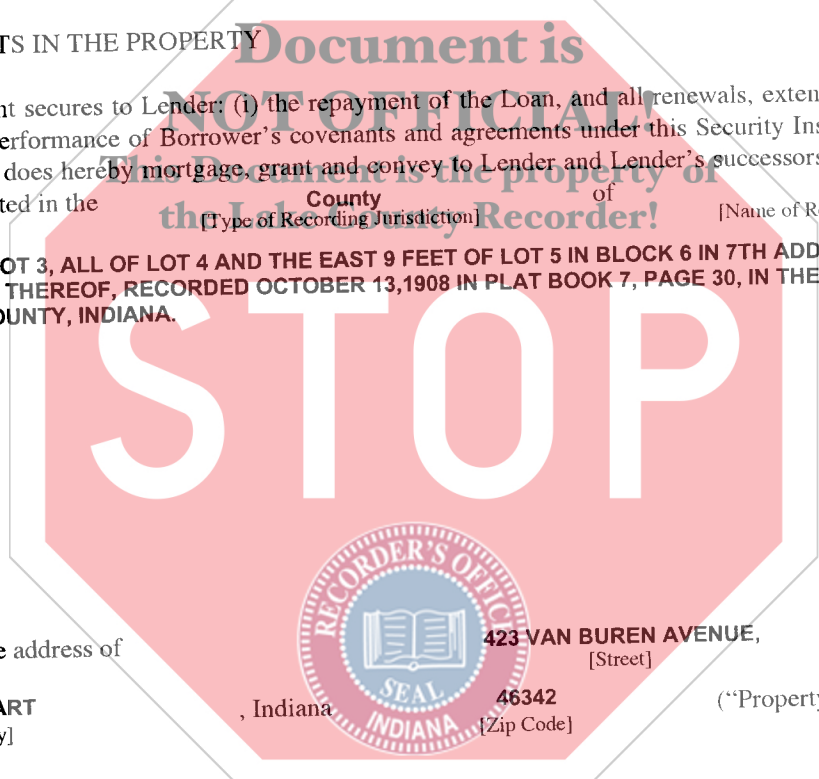 TS IN THE PROPERTY
Document is
NOT OFFICIAL!
This Document is the property of
the Lake County Recorder!
nt secures to Lender: (i) the repayment of the Loan, and all renewals, exten
erformance of Borrower's covenants and agreements under this Security Ins
does hereby mortgage, grant and convey to Lender and Lender's successors
ted in the County of
[Type of Recording Jurisdiction] [Name of Re
OT 3, ALL OF LOT 4 AND THE EAST 9 FEET OF LOT 5 IN BLOCK 6 IN 7TH ADD
THEREOF, RECORDED OCTOBER 13,1908 IN PLAT BOOK 7, PAGE 30, IN THE
OUNTY, INDIANA.
STOP
RECORDER'S OFFICE
SEAL
INDIANA
e address of 423 VAN BUREN AVENUE,
[Street]
ART , Indiana 46342 ("Property
y] [Zip Code]